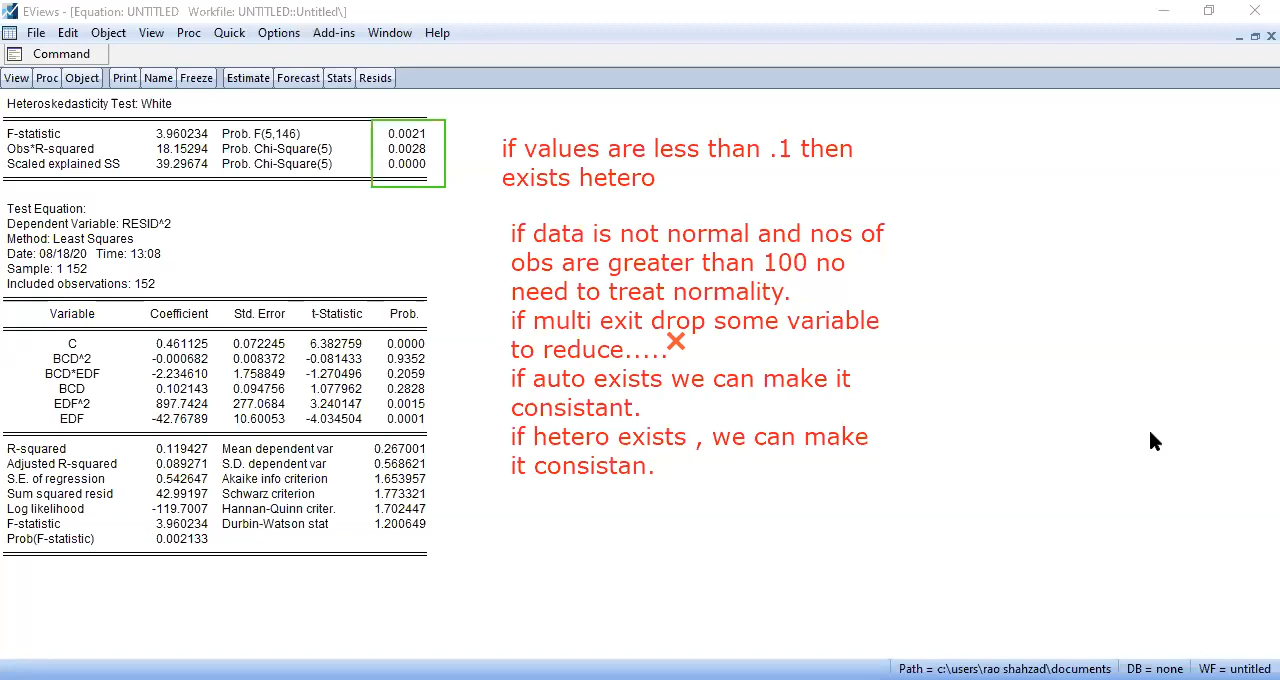 EViews - [Equation: UNTITLED Workfile: UNTITLED::Untitled\]
File Edit Object View Proc Quick Options Add-ins Window Help
Command
View Proc Object Print Name Freeze Estimate Forecast Stats Resids
Heteroskedasticity Test: White
F-statistic 3.960234 Prob. F(5,146) 0.0021
Obs*R-squared 18.15294 Prob. Chi-Square(5) 0.0028
Scaled explained SS 39.29674 Prob. Chi-Square(5) 0.0000
Test Equation:
Dependent Variable: RESID^2
Method: Least Squares
Date: 08/18/20 Time: 13:08
Sample: 1 152
Included observations: 152
Variable Coefficient Std. Error t-Statistic Prob.
C 0.461125 0.072245 6.382759 0.0000
BCD^2 -0.000682 0.008372 -0.081433 0.9352
BCD*EDF -2.234610 1.758849 -1.270496 0.2059
BCD 0.102143 0.094756 1.077962 0.2828
EDF^2 897.7424 277.0684 3.240147 0.0015
EDF -42.76789 10.60053 -4.034504 0.0001
R-squared 0.119427 Mean dependent var 0.267001
Adjusted R-squared 0.089271 S.D. dependent var 0.568621
S.E. of regression 0.542647 Akaike info criterion 1.653957
Sum squared resid 42.99197 Schwarz criterion 1.773321
Log likelihood -119.7007 Hannan-Quinn criter. 1.702447
F-statistic 3.960234 Durbin-Watson stat 1.200649
Prob(F-statistic) 0.002133
if values are less than .1 then
exists hetero
if data is not normal and nos of
obs are greater than 100 no
need to treat normality.
if multi exit drop some variable
to reduce.....
if auto exists we can make it
consistant.
if hetero exists , we can make
it consistan.
Path = c:\users\rao shahzad\documents DB = none WF = untitled